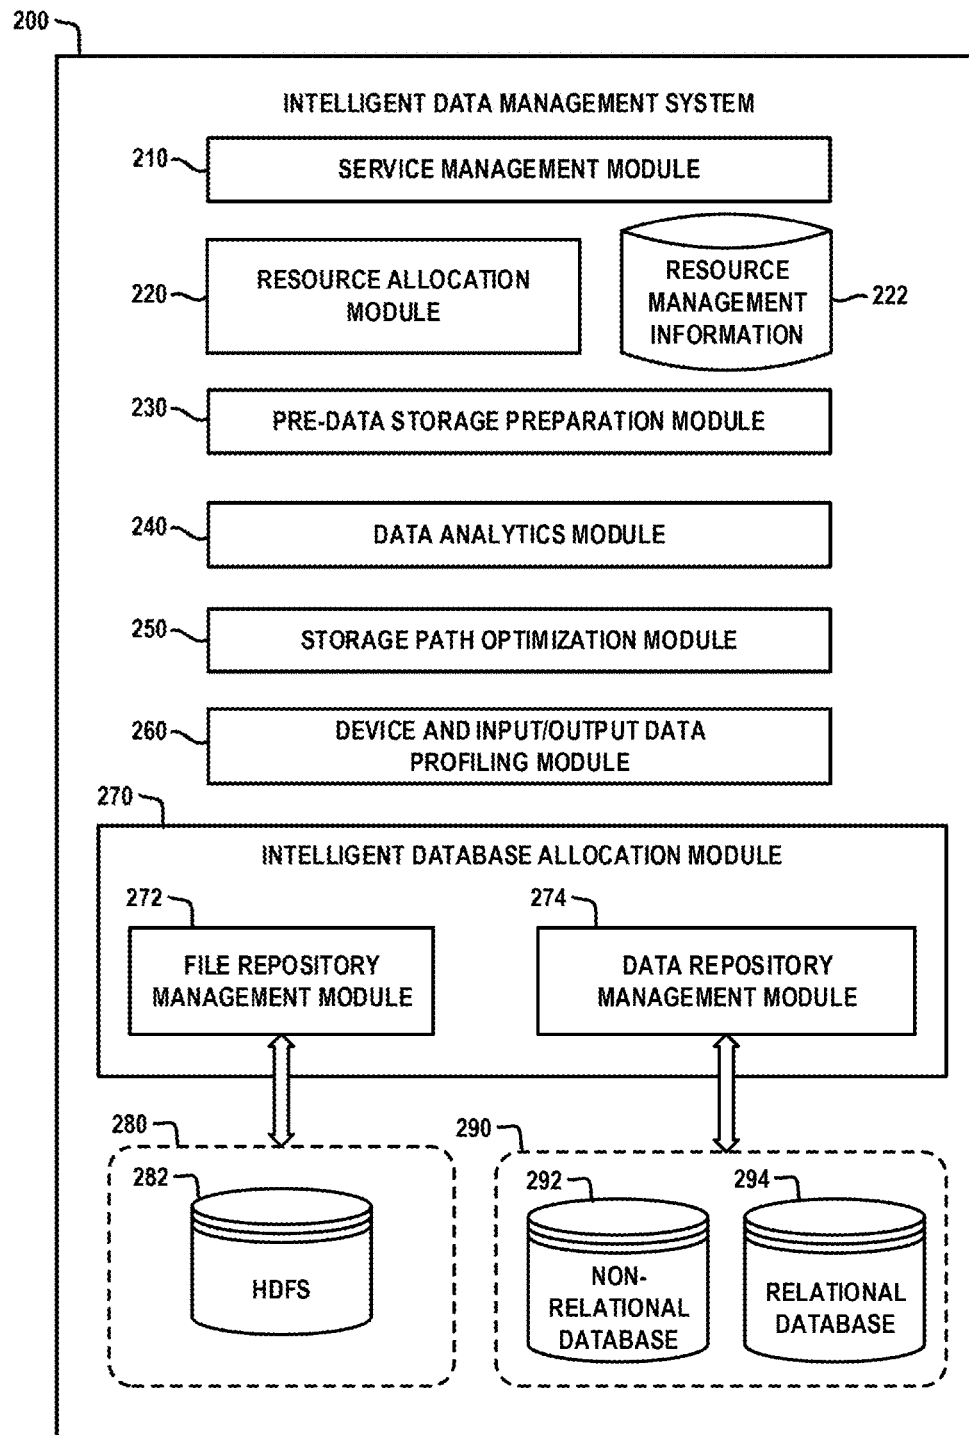 200
INTELLIGENT DATA MANAGEMENT SYSTEM
210
SERVICE MANAGEMENT MODULE
220
RESOURCE ALLOCATION
MODULE
RESOURCE
MANAGEMENT
INFORMATION
222
230
PRE-DATA STORAGE PREPARATION MODULE
240
DATA ANALYTICS MODULE
250
STORAGE PATH OPTIMIZATION MODULE
260
DEVICE AND INPUT/OUTPUT DATA
PROFILING MODULE
270
INTELLIGENT DATABASE ALLOCATION MODULE
272
FILE REPOSITORY
MANAGEMENT MODULE
274
DATA REPOSITORY
MANAGEMENT MODULE
280
282
HDFS
290
292
NON-
RELATIONAL
DATABASE
294
RELATIONAL
DATABASE